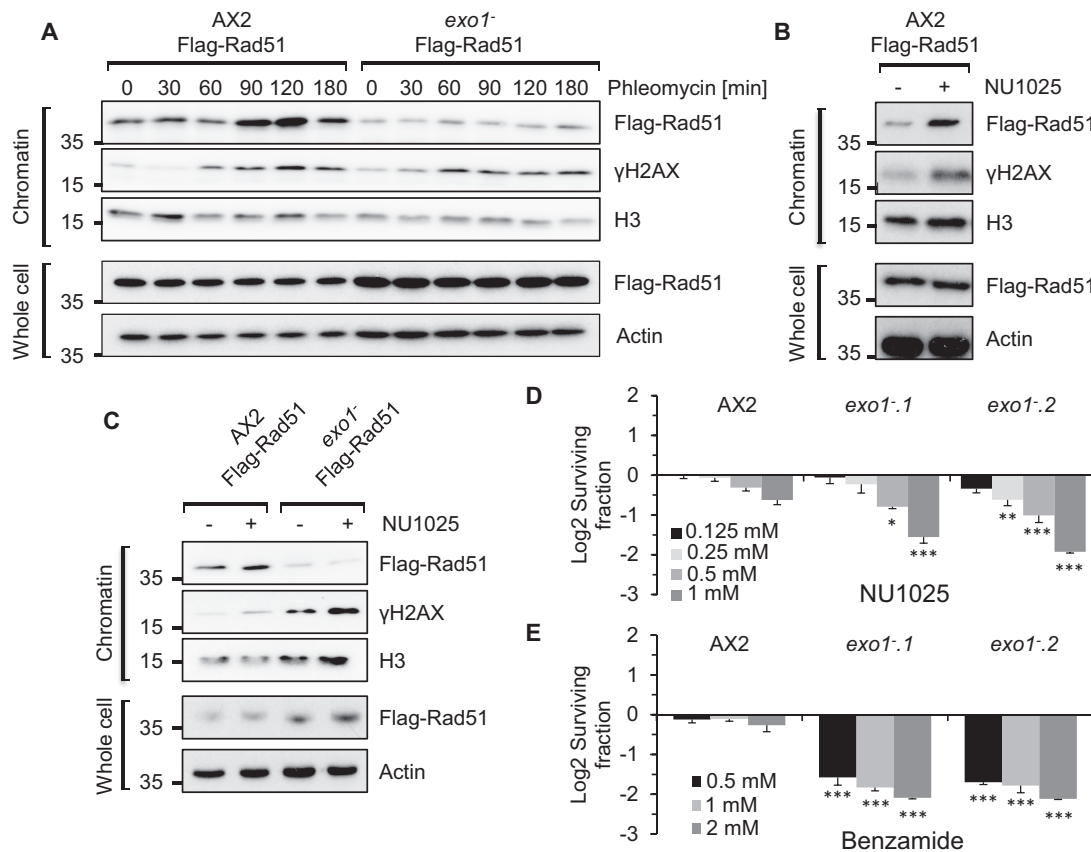 A
AX2
Flag-Rad51
exo1-
Flag-Rad51
0 30 60 90 120 180 0 30 60 90 120 180 Phleomycin [min]
Chromatin
35
Flag-Rad51
15
γH2AX
15
H3
Whole cell
35
Flag-Rad51
35
Actin
B
AX2
Flag-Rad51
- + NU1025
Chromatin
35
Flag-Rad51
15
γH2AX
15
H3
Whole cell
35
Flag-Rad51
35
Actin
C
AX2
Flag-Rad51
exo1-
Flag-Rad51
- + - + NU1025
Chromatin
35
Flag-Rad51
15
γH2AX
15
H3
Whole cell
35
Flag-Rad51
35
Actin
D
AX2 exo1-.1 exo1-.2
Log2 Surviving
fraction
2
1
0
-1
-2
-3
0.125 mM
0.25 mM
0.5 mM
1 mM
* *** ** *** ***
NU1025
E
AX2 exo1-.1 exo1-.2
Log2 Surviving
fraction
2
1
0
-1
-2
-3
0.5 mM
1 mM
2 mM
*** *** *** *** *** ***
Benzamide